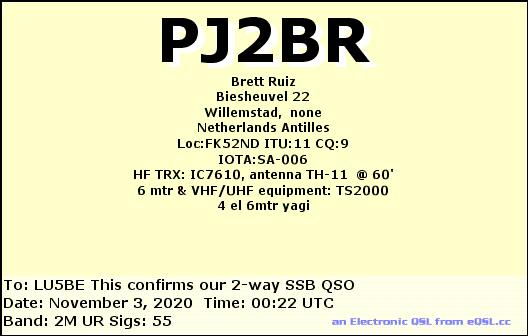 PJ2BR
Brett Ruiz
Biesheuvel 22
Willemstad, none
Netherlands Antilles
Loc:FK52ND ITU:11 CQ:9
IOTA:SA-006
HF TRX: IC7610, antenna TH-11 @ 60'
6 mtr & VHF/UHF equipment: TS2000
4 el 6mtr yagi
To: LU5BE This confirms our 2-way SSB QSO
Date: November 3, 2020 Time: 00:22 UTC
Band: 2M UR Sigs: 55
an Electronic QSL from eQSL.cc